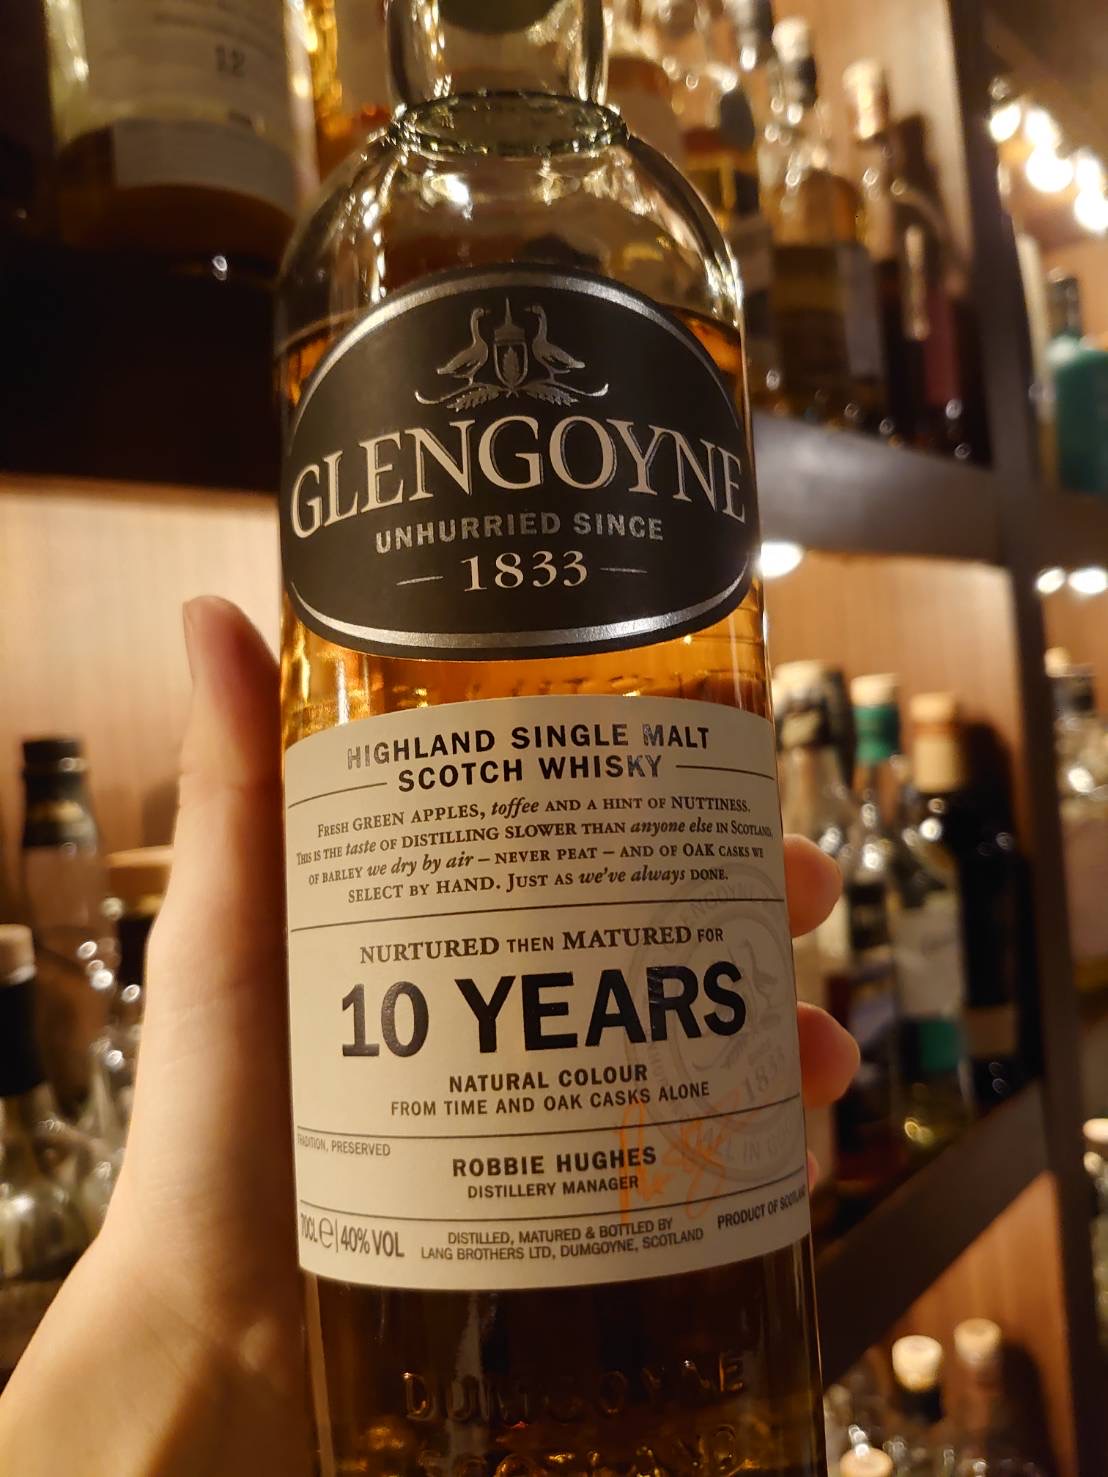 12
GLENGOYNE
UNHURRIED SINCE
1833
HIGHLAND SINGLE MALT
SCOTCH WHISKY
FRESH GREEN APPLES, toffee AND A HINT OF NUTTINESS.
THIS IS THE taste OF DISTILLING SLOWER THAN anyone else IN SCOTLAND,
OF BARLEY we dry by air – NEVER PEAT – AND OF OAK CASKS WE
SELECT BY HAND. JUST AS we've always DONE.
NURTURED THEN MATURED FOR
10 YEARS
NATURAL COLOUR
FROM TIME AND OAK CASKS ALONE
TRADITION, PRESERVED
ROBBIE HUGHES
DISTILLERY MANAGER
70CL e 40% VOL
DISTILLED, MATURED & BOTTLED BY
LANG BROTHERS LTD, DUMGOYNE, SCOTLAND
PRODUCT OF SCOTLAND
GLENGOYNE
1833
DUMGOYNE
SCOTLAND